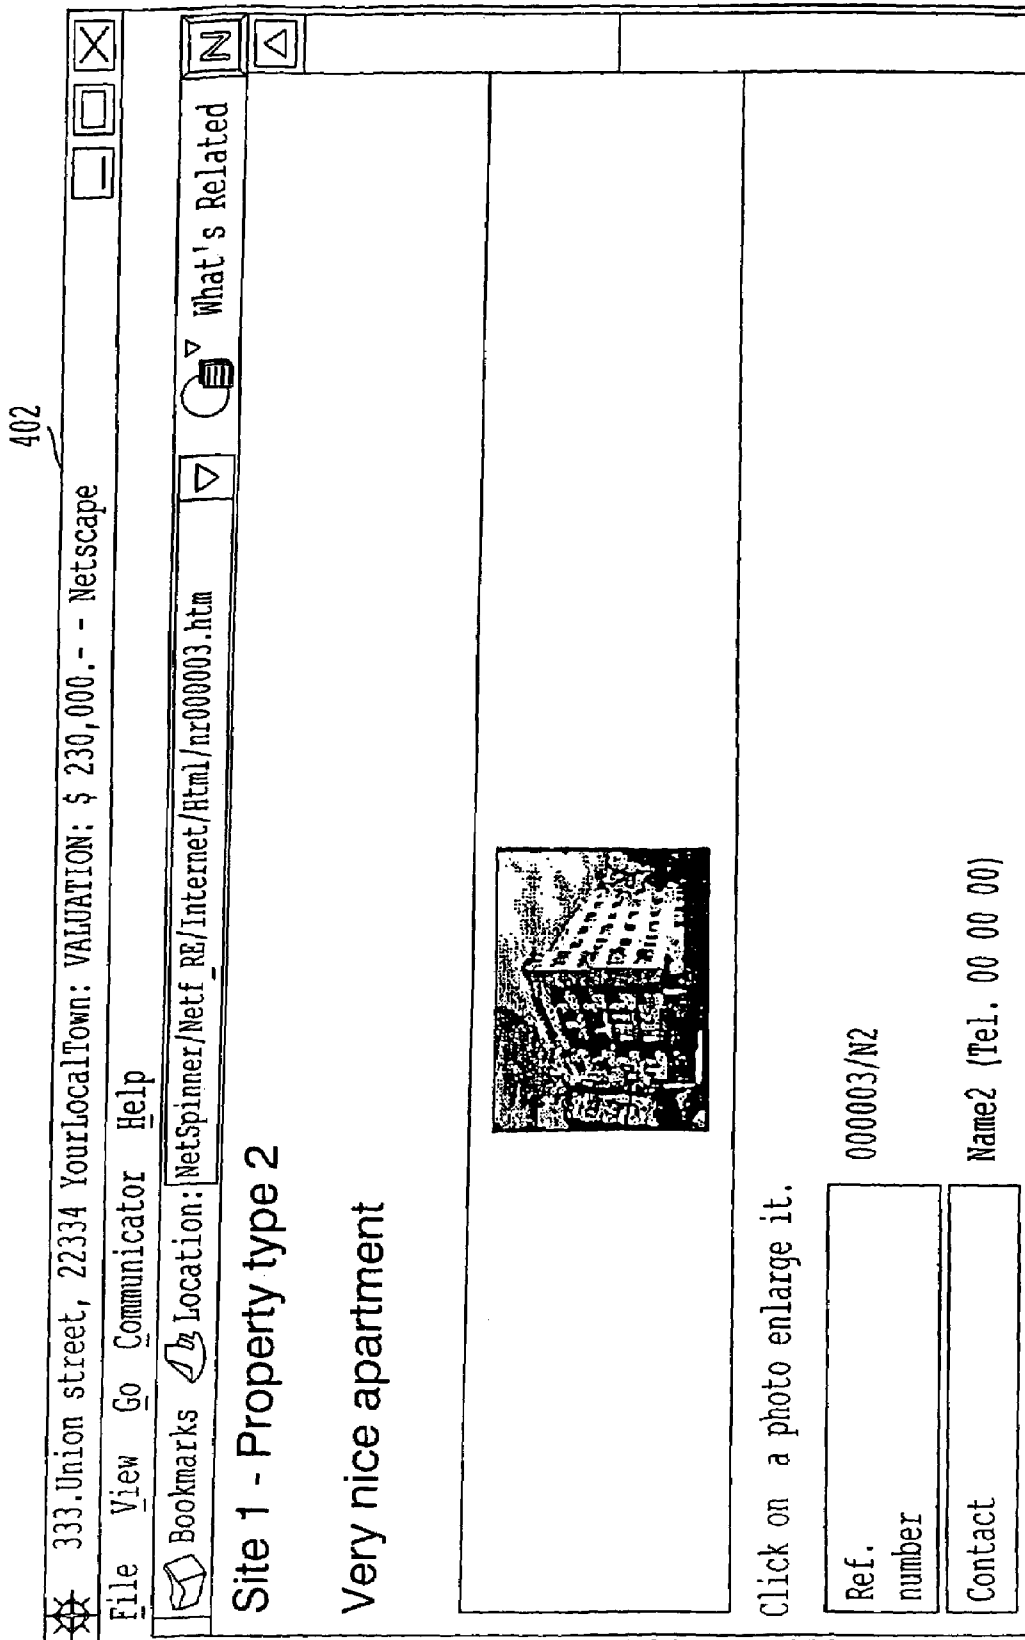 402
333.Union street, 22334 YourLocalTown: VALUATION: $ 230,000.- - Netscape
File View Go Communicator Help
Bookmarks Location: NetSpinner/Netf_RE/Internet/Html/nr000003.htm What's Related N
Site 1 - Property type 2
Very nice apartment
Click on a photo enlarge it.
Ref. 000003/N2
number
Contact Name2 (Tel. 00 00 00)